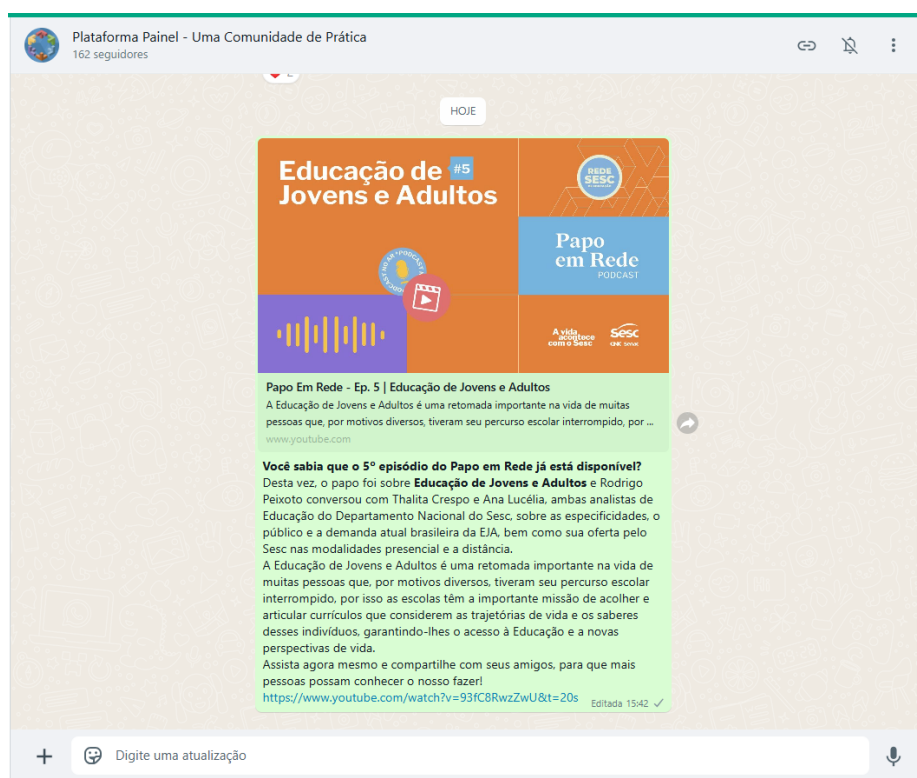 Plataforma Painel - Uma Comunidade de Prática
162 seguidores
2
HOJE
Educação de #5
Jovens e Adultos
REDE
SESC
Papo
em Rede
PODCAST
PODCAST NO AR
A vida
acontece
com o Sesc
Sesc
Papo Em Rede - Ep. 5 | Educação de Jovens e Adultos
A Educação de Jovens e Adultos é uma retomada importante na vida de muitas
pessoas que, por motivos diversos, tiveram seu percurso escolar interrompido, por ...
www.youtube.com
Você sabia que o 5º episódio do Papo em Rede já está disponível?
Desta vez, o papo foi sobre Educação de Jovens e Adultos e Rodrigo
Peixoto conversou com Thalita Crespo e Ana Lucélia, ambas analistas de
Educação do Departamento Nacional do Sesc, sobre as especificidades, o
público e a demanda atual brasileira da EJA, bem como sua oferta pelo
Sesc nas modalidades presencial e a distância.
A Educação de Jovens e Adultos é uma retomada importante na vida de
muitas pessoas que, por motivos diversos, tiveram seu percurso escolar
interrompido, por isso as escolas têm a importante missão de acolher e
articular currículos que considerem as trajetórias de vida e os saberes
desses indivíduos, garantindo-lhes o acesso à Educação e a novas
perspectivas de vida.
Assista agora mesmo e compartilhe com seus amigos, para que mais
pessoas possam conhecer o nosso fazer!
https://www.youtube.com/watch?v=93fC8RwzZwU&t=20s
Editada 15:42
Digite uma atualização